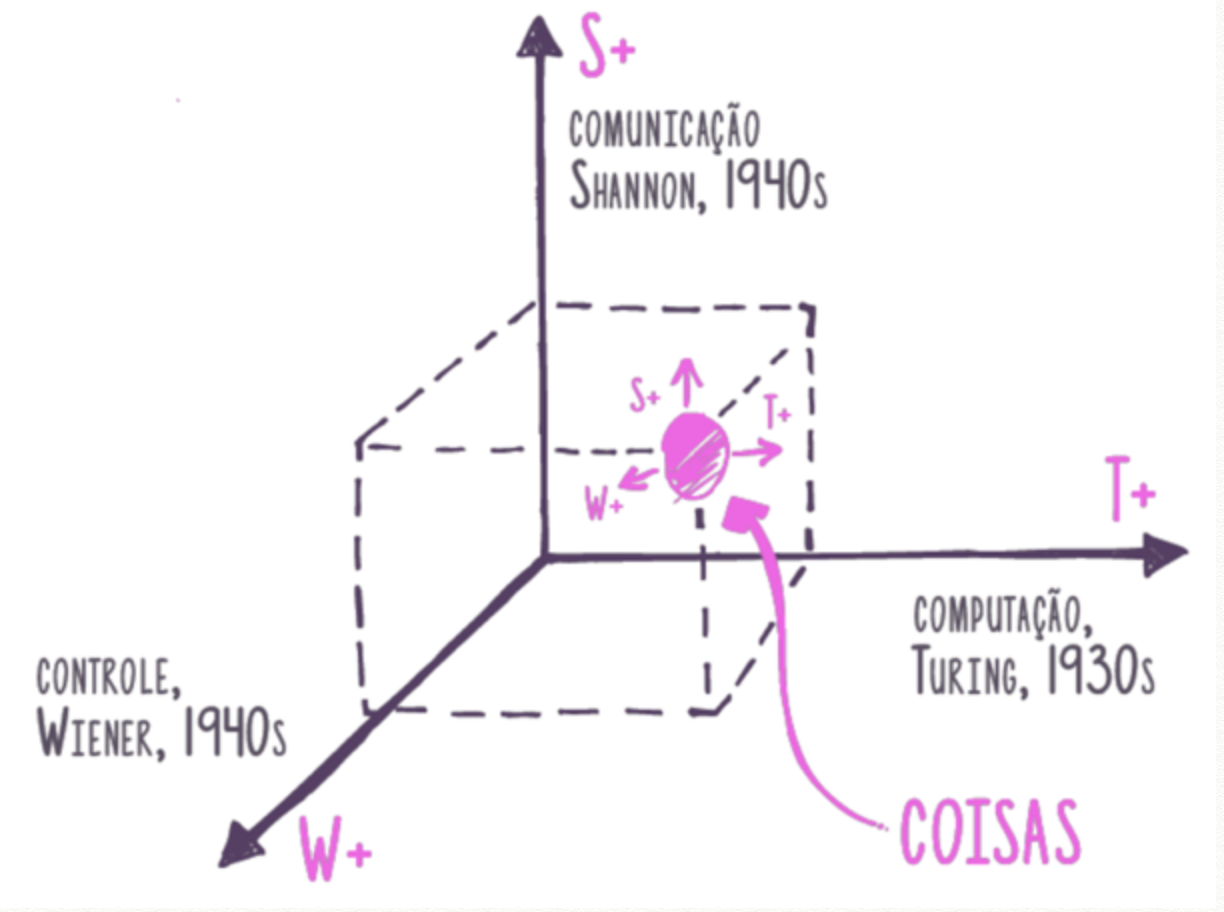 S+
COMUNICAÇÃO
SHANNON, 1940S
S+
T+
W+
T+
COMPUTAÇÃO,
TURING, 1930S
CONTROLE,
WIENER, 1940S
W+
COISAS